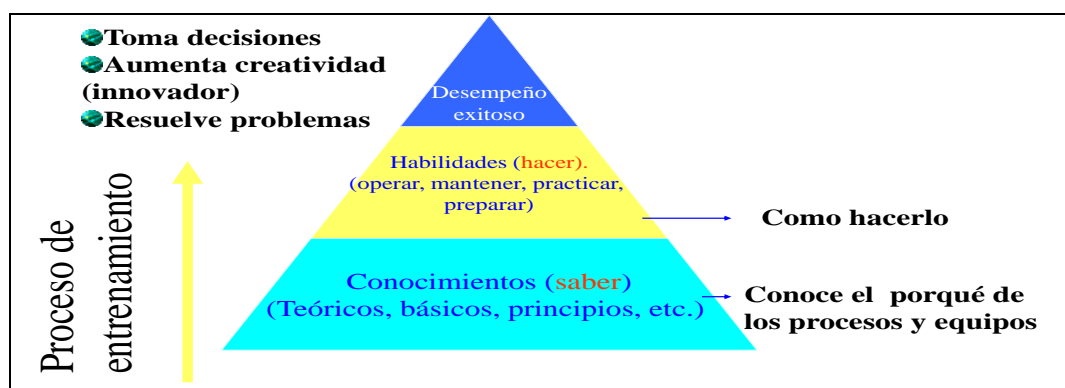 Toma decisiones
Aumenta creatividad
(innovador)
Resuelve problemas
Desempeño
exitoso
Habilidades (hacer).
(operar, mantener, practicar,
preparar)
Como hacerlo
Conocimientos (saber)
(Teóricos, básicos, principios, etc.)
Conoce el porqué de
los procesos y equipos
Proceso de
entrenamiento